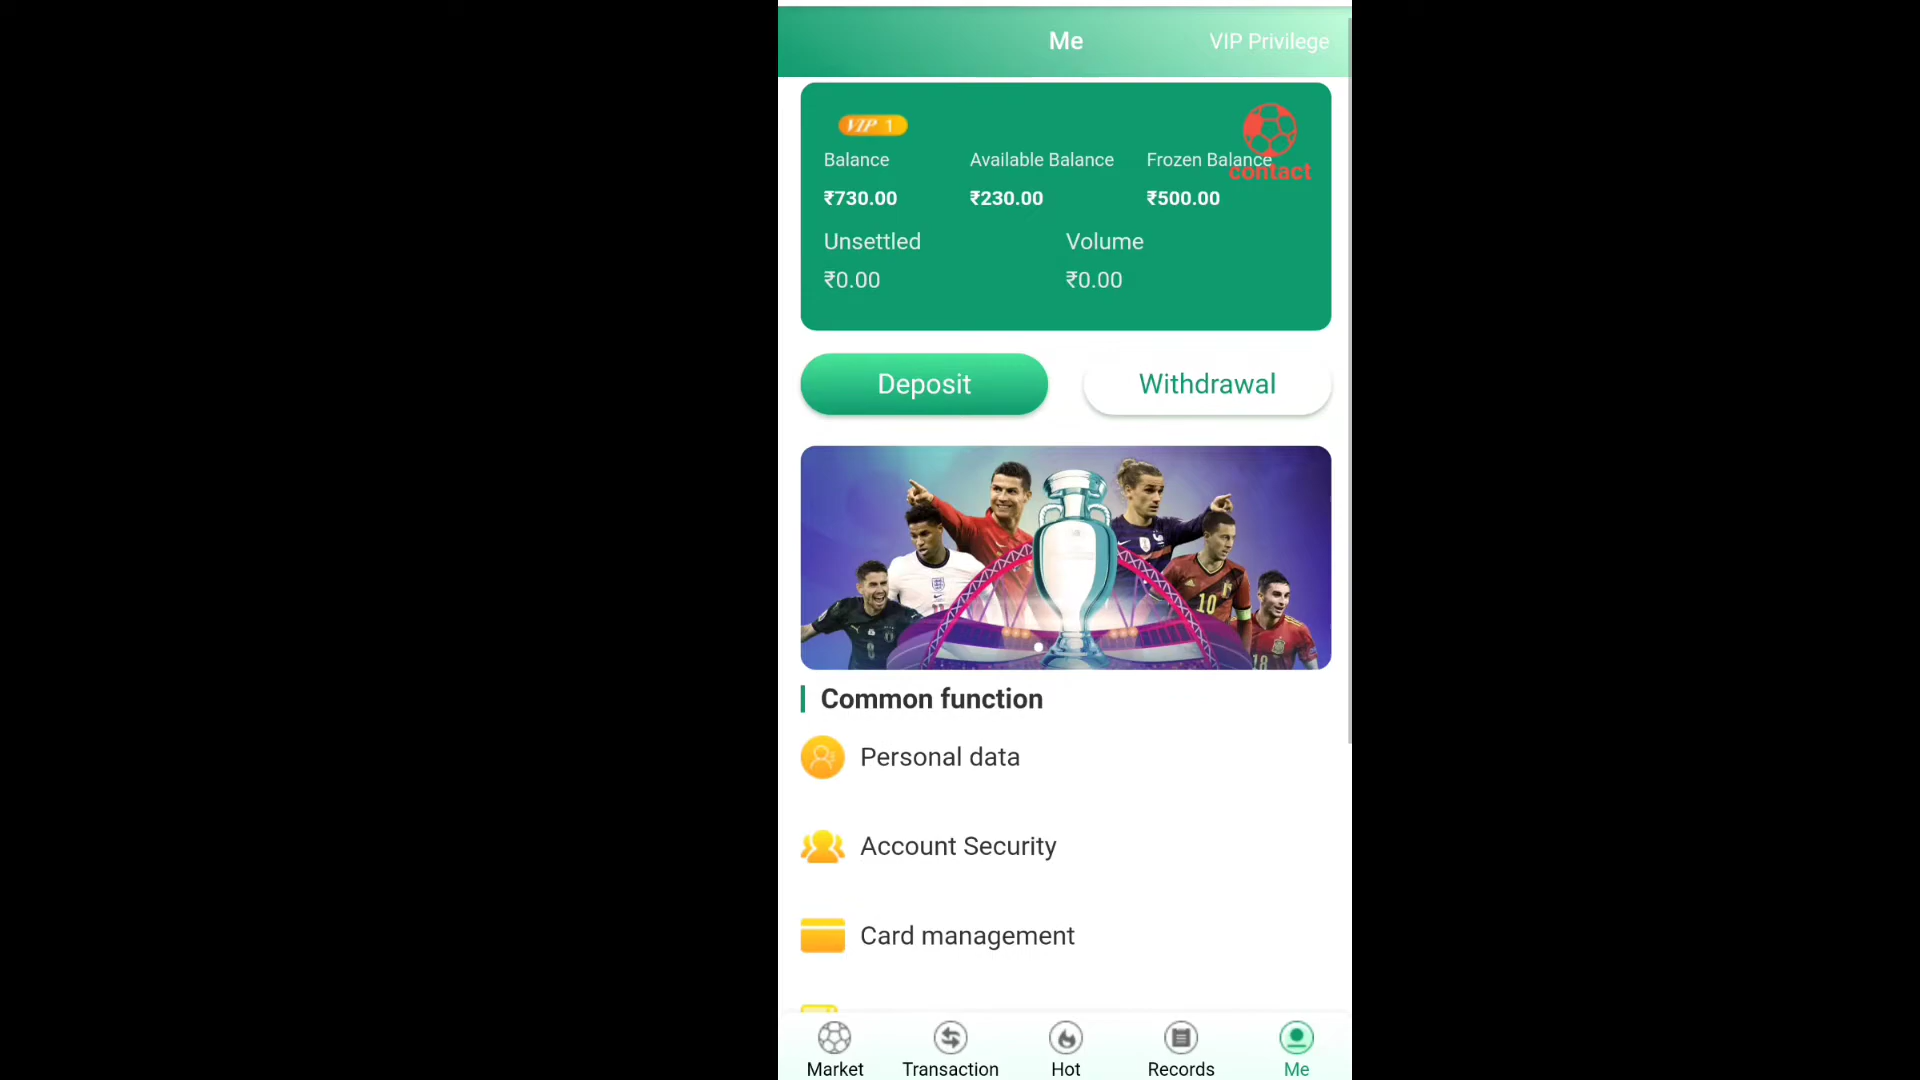 Me
VIP Privilege
VIP 1
contact
Balance
Available Balance
Frozen Balance
₹730.00
₹230.00
₹500.00
Unsettled
Volume
₹0.00
₹0.00
Deposit
Withdrawal
10
18
Common function
Personal data
Account Security
Card management
Market
Transaction
Hot
Records
Me